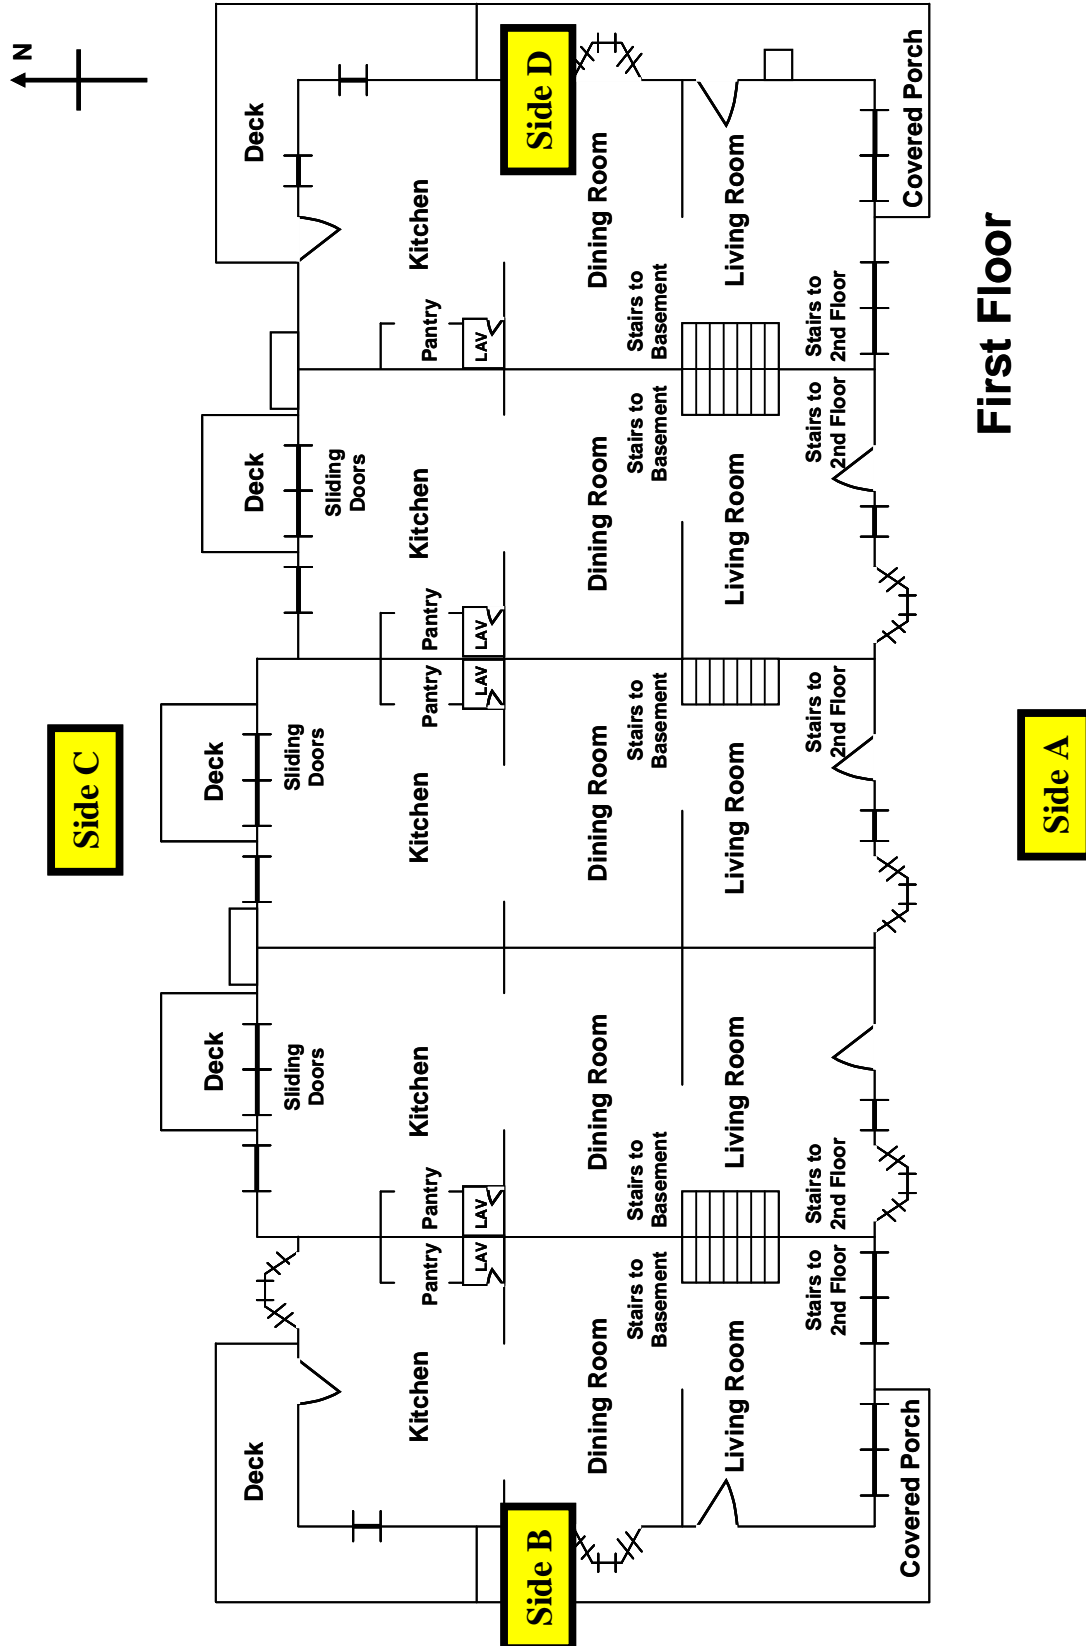 N
Side C
Deck
Deck
Deck
Deck
Deck
Sliding
Doors
Sliding
Doors
Sliding
Doors
Kitchen
Kitchen
Kitchen
Kitchen
Kitchen
Pantry
Pantry
Pantry
Pantry
Pantry
LAV
LAV
LAV
LAV
LAV
Side B
Side D
Dining Room
Dining Room
Dining Room
Dining Room
Dining Room
Stairs to
Basement
Stairs to
Basement
Stairs to
Basement
Stairs to
Basement
Stairs to
Basement
Living Room
Living Room
Living Room
Living Room
Living Room
Stairs to
2nd Floor
Stairs to
2nd Floor
Stairs to
2nd Floor
Stairs to
2nd Floor
Stairs to
2nd Floor
Covered Porch
Covered Porch
First Floor
Side A